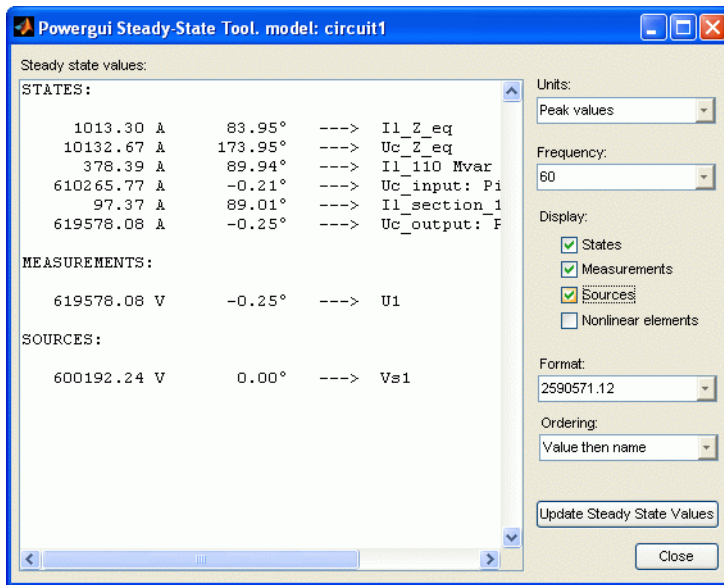 Powergui Steady-State Tool. model: circuit1
Steady state values:
STATES:
1013.30 A 83.95° ---> Il_Z_eq
10132.67 A 173.95° ---> Uc_Z_eq
378.39 A 89.94° ---> Il_110 Mvar
610265.77 A -0.21° ---> Uc_input: Pi
97.37 A 89.01° ---> Il_section_1
619578.08 A -0.25° ---> Uc_output: P
MEASUREMENTS:
619578.08 V -0.25° ---> U1
SOURCES:
600192.24 V 0.00° ---> Vs1
Units:
Peak values
Frequency:
60
Display:
States
Measurements
Sources
Nonlinear elements
Format:
2590571.12
Ordering:
Value then name
Update Steady State Values
Close